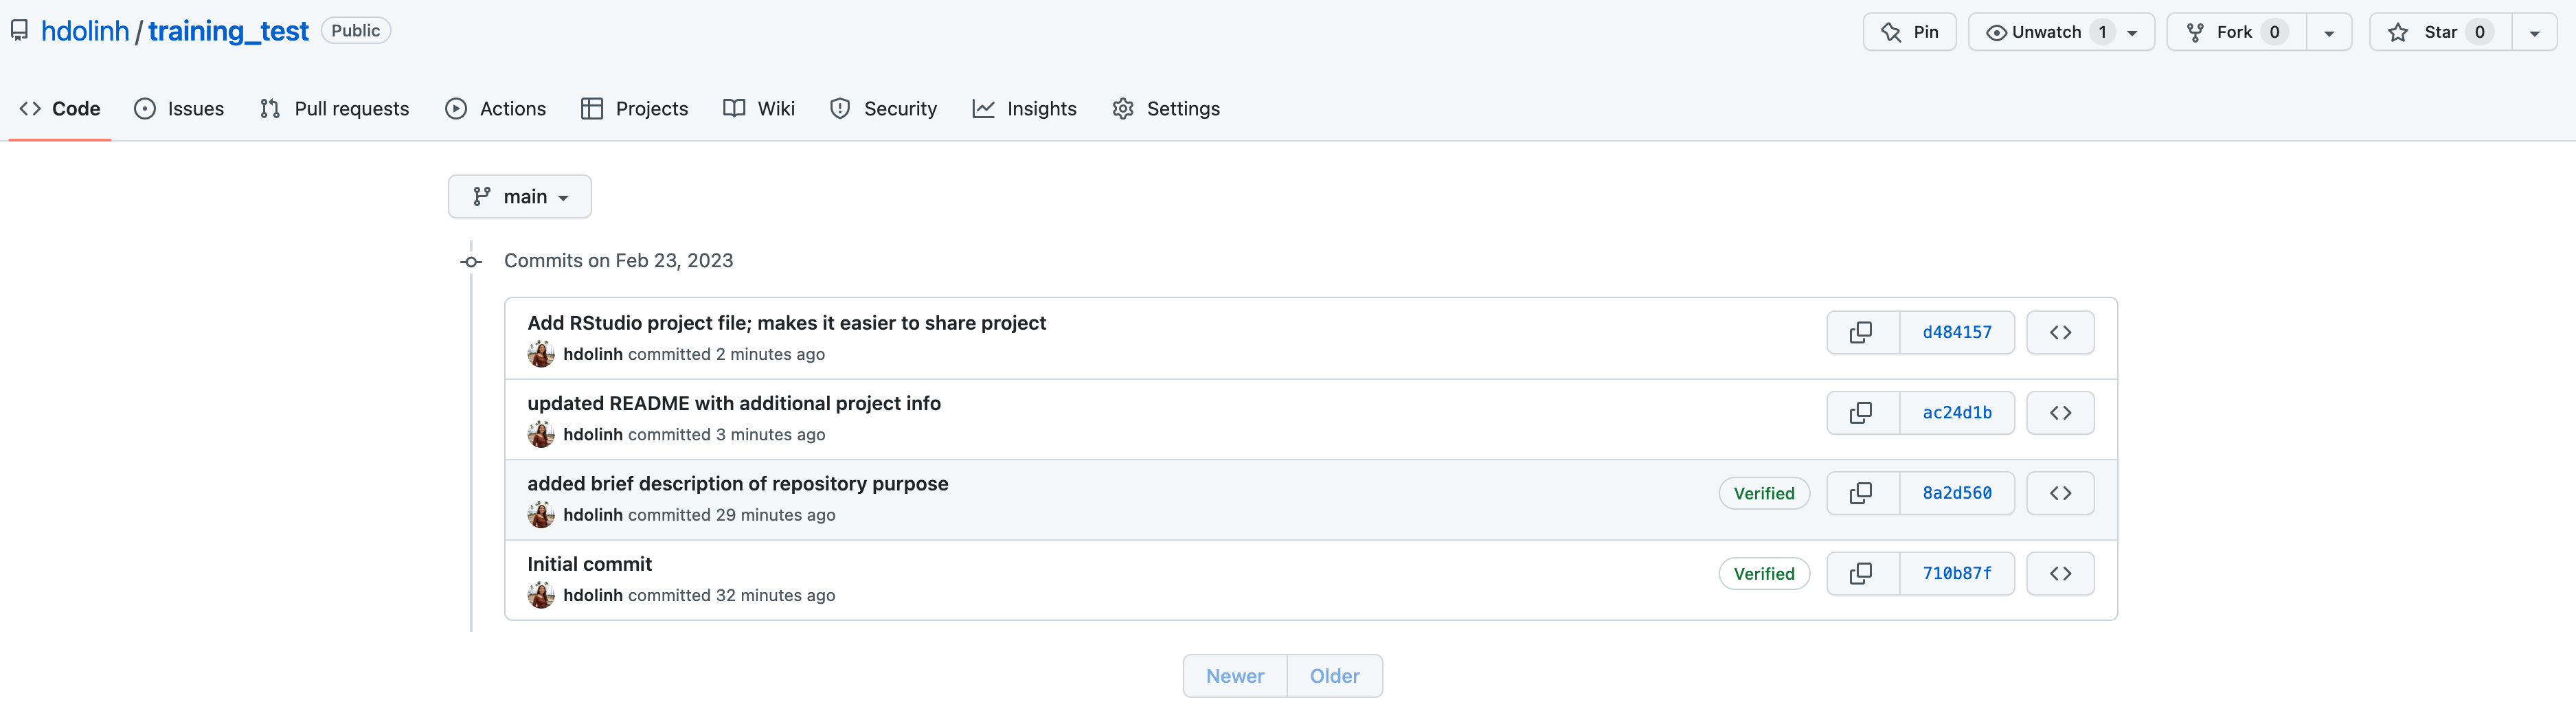 hdolinh / training_test Public Pin Unwatch 1 Fork 0 Star 0
Code Issues Pull requests Actions Projects Wiki Security Insights Settings
main
Commits on Feb 23, 2023
Add RStudio project file; makes it easier to share project
hdolinh committed 2 minutes ago
d484157
updated README with additional project info
hdolinh committed 3 minutes ago
ac24d1b
added brief description of repository purpose
hdolinh committed 29 minutes ago
Verified 8a2d560
Initial commit
hdolinh committed 32 minutes ago
Verified 710b87f
Newer Older